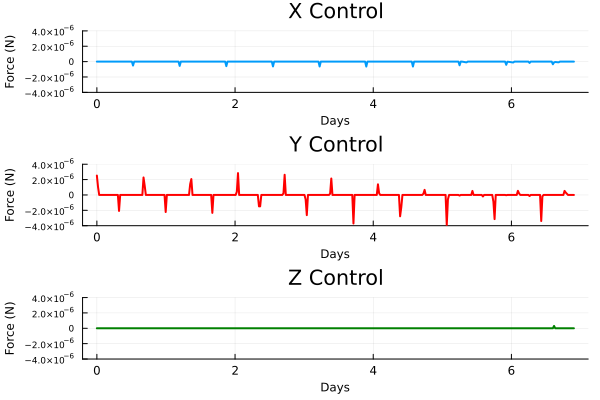 X Control
Force (N)
4.0×10⁻⁶
2.0×10⁻⁶
0
−2.0×10⁻⁶
−4.0×10⁻⁶
0 2 4 6
Days
Y Control
Force (N)
4.0×10⁻⁶
2.0×10⁻⁶
0
−2.0×10⁻⁶
−4.0×10⁻⁶
0 2 4 6
Days
Z Control
Force (N)
4.0×10⁻⁶
2.0×10⁻⁶
0
−2.0×10⁻⁶
−4.0×10⁻⁶
0 2 4 6
Days